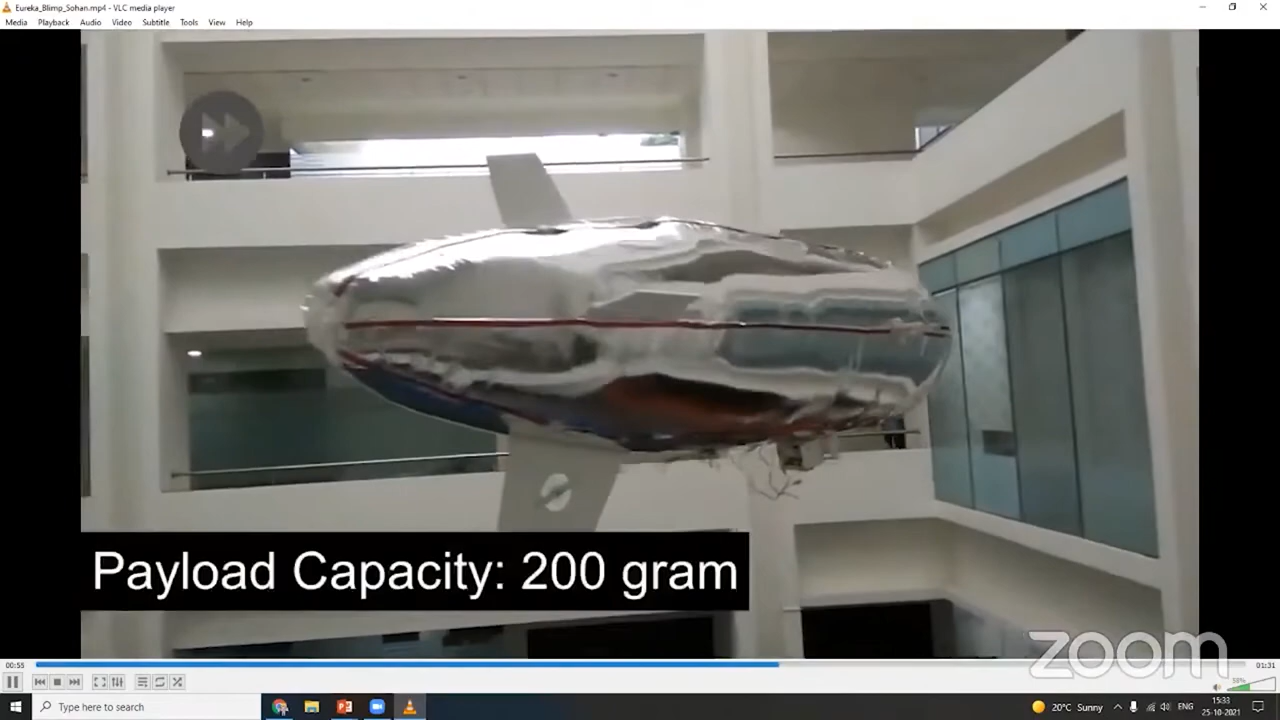 Eureka_Blimp_Sohan.mp4 - VLC media player
Media Playback Audio Video Subtitle Tools View Help
Payload Capacity: 200 gram
zoom
00:55
01:31
58%
Type here to search
20°C Sunny
ENG
15:33
25-10-2021